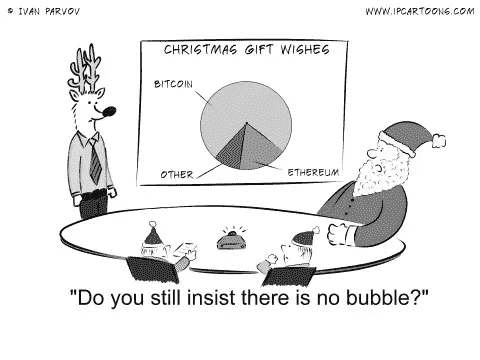 © IVAN PARVOV
WWW.IPCARTOONS.COM
CHRISTMAS GIFT WISHES
BITCOIN
OTHER
ETHEREUM
"Do you still insist there is no bubble?"